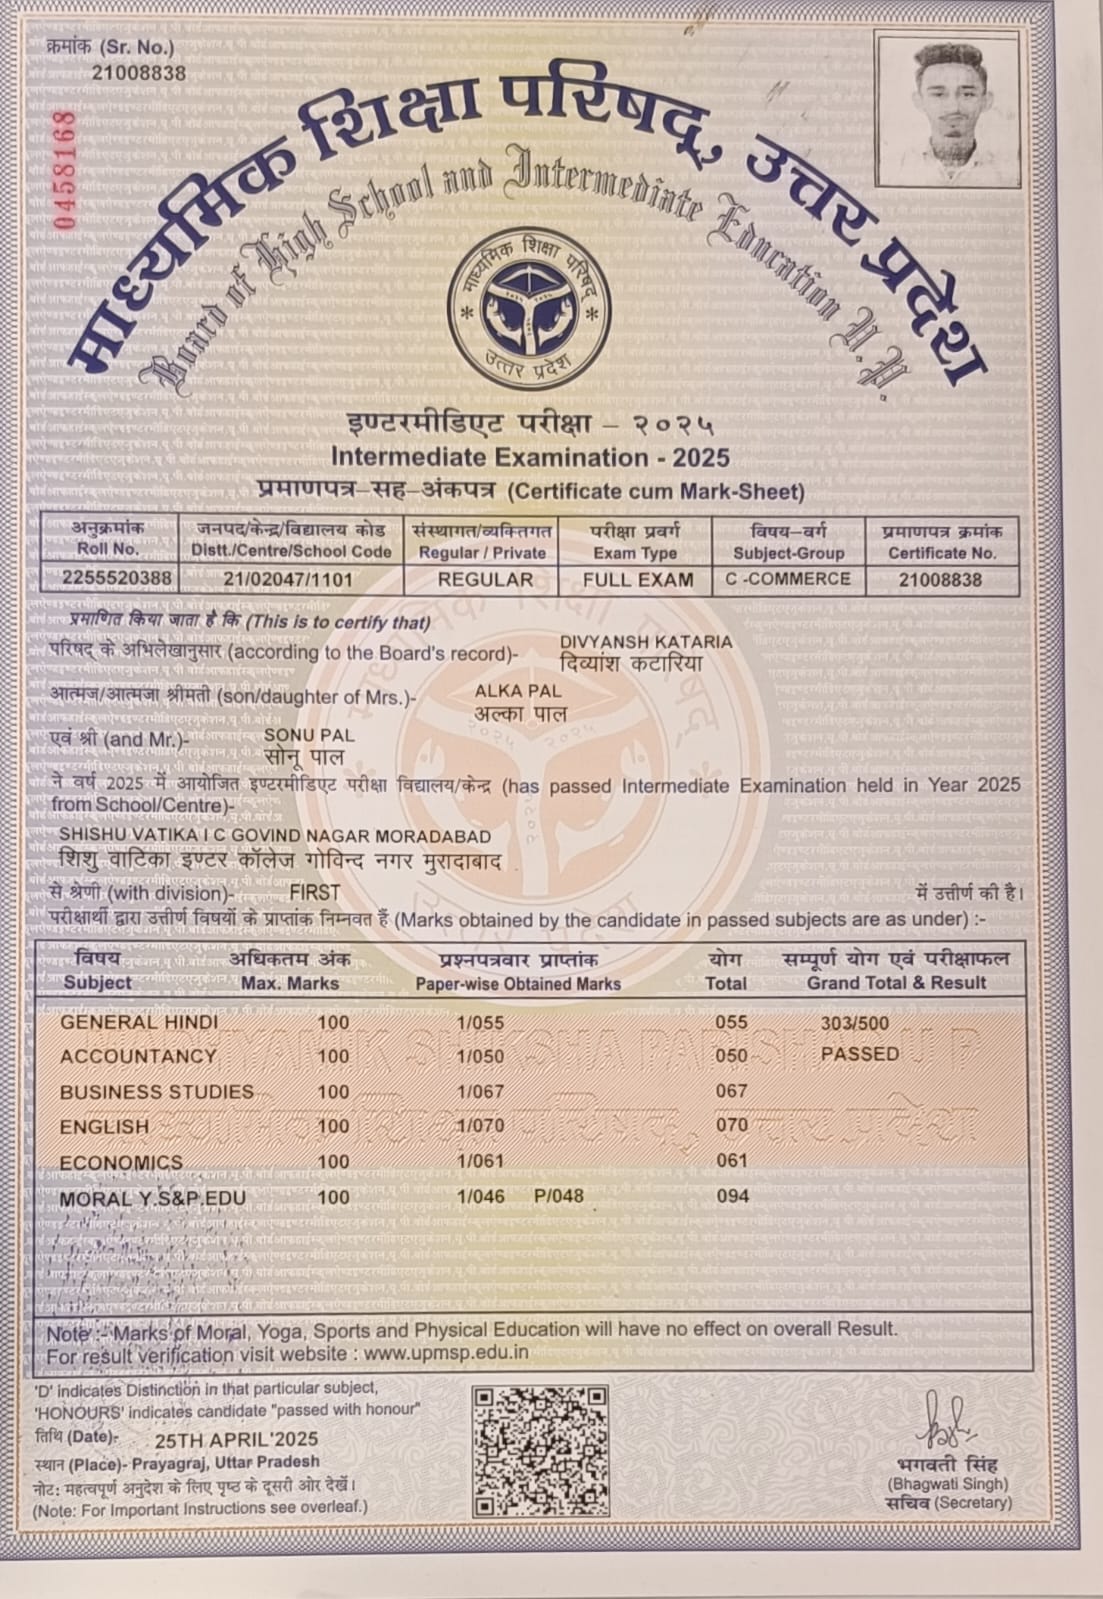 क्रमांक (Sr. No.)
21008838
0458168
माध्यमिक शिक्षा परिषद्, उत्तर प्रदेश
Board of High School and Intermediate Education U.P.
माध्यमिक शिक्षा परिषद्
उत्तर प्रदेश
इण्टरमीडिएट परीक्षा – २०२५
Intermediate Examination - 2025
प्रमाणपत्र–सह–अंकपत्र (Certificate cum Mark-Sheet)
अनुक्रमांक जनपद/केन्द्र/विद्यालय कोड संस्थागत/व्यक्तिगत परीक्षा प्रवर्ग विषय–वर्ग प्रमाणपत्र क्रमांक
Roll No. Distt./Centre/School Code Regular / Private Exam Type Subject-Group Certificate No.
2255520388 21/02047/1101 REGULAR FULL EXAM C -COMMERCE 21008838
प्रमाणित किया जाता है कि (This is to certify that)
परिषद् के अभिलेखानुसार (according to the Board's record)- DIVYANSH KATARIA
दिव्यांश कटारिया
आत्मज/आत्मजा श्रीमती (son/daughter of Mrs.)- ALKA PAL
अल्का पाल
एवं श्री (and Mr.)- SONU PAL
सोनू पाल
ने वर्ष 2025 में आयोजित इण्टरमीडिएट परीक्षा विद्यालय/केन्द्र (has passed Intermediate Examination held in Year 2025
from School/Centre)-
SHISHU VATIKA I C GOVIND NAGAR MORADABAD
शिशु वाटिका इण्टर कॉलेज गोविन्द नगर मुरादाबाद
से श्रेणी (with division)- FIRST में उत्तीर्ण की है।
परीक्षार्थी द्वारा उत्तीर्ण विषयों के प्राप्तांक निम्नवत हैं (Marks obtained by the candidate in passed subjects are as under) :-
विषय अधिकतम अंक प्रश्नपत्रवार प्राप्तांक योग सम्पूर्ण योग एवं परीक्षाफल
Subject Max. Marks Paper-wise Obtained Marks Total Grand Total & Result
GENERAL HINDI 100 1/055 055 303/500
ACCOUNTANCY 100 1/050 050 PASSED
BUSINESS STUDIES 100 1/067 067
ENGLISH 100 1/070 070
ECONOMICS 100 1/061 061
MORAL Y.S&P.EDU 100 1/046 P/048 094
Note :- Marks of Moral, Yoga, Sports and Physical Education will have no effect on overall Result.
For result verification visit website : www.upmsp.edu.in
'D' indicates Distinction in that particular subject,
'HONOURS' indicates candidate "passed with honour"
तिथि (Date):- 25TH APRIL'2025
स्थान (Place)- Prayagraj, Uttar Pradesh
नोट: महत्वपूर्ण अनुदेश के लिए पृष्ठ के दूसरी ओर देखें।
(Note: For Important Instructions see overleaf.)
भगवती सिंह
(Bhagwati Singh)
सचिव (Secretary)